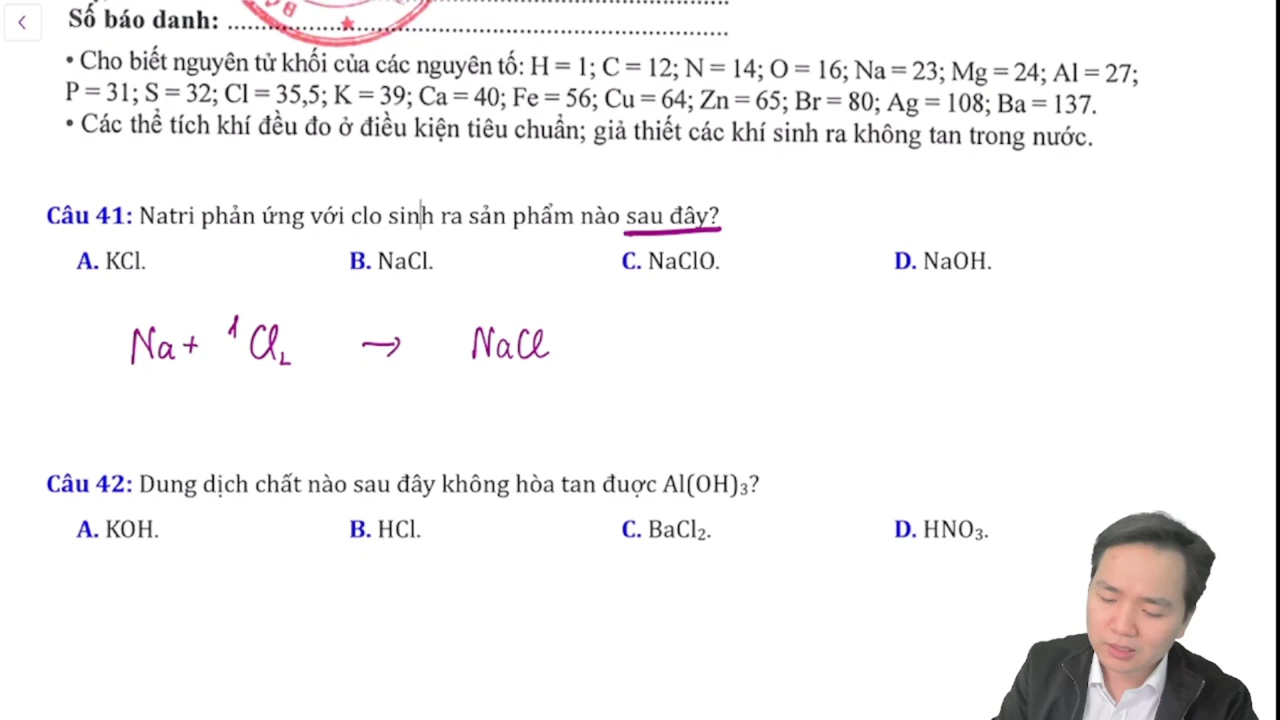 Số báo danh: ................................................................
• Cho biết nguyên tử khối của các nguyên tố: H = 1; C = 12; N = 14; O = 16; Na = 23; Mg = 24; Al = 27;
P = 31; S = 32; Cl = 35,5; K = 39; Ca = 40; Fe = 56; Cu = 64; Zn = 65; Br = 80; Ag = 108; Ba = 137.
• Các thể tích khí đều đo ở điều kiện tiêu chuẩn; giả thiết các khí sinh ra không tan trong nước.
Câu 41: Natri phản ứng với clo sinh ra sản phẩm nào sau đây?
A. KCl. B. NaCl. C. NaClO. D. NaOH.
Na + 1 Cl₂ → NaCl
Câu 42: Dung dịch chất nào sau đây không hòa tan đuợc Al(OH)₃?
A. KOH. B. HCl. C. BaCl₂. D. HNO₃.